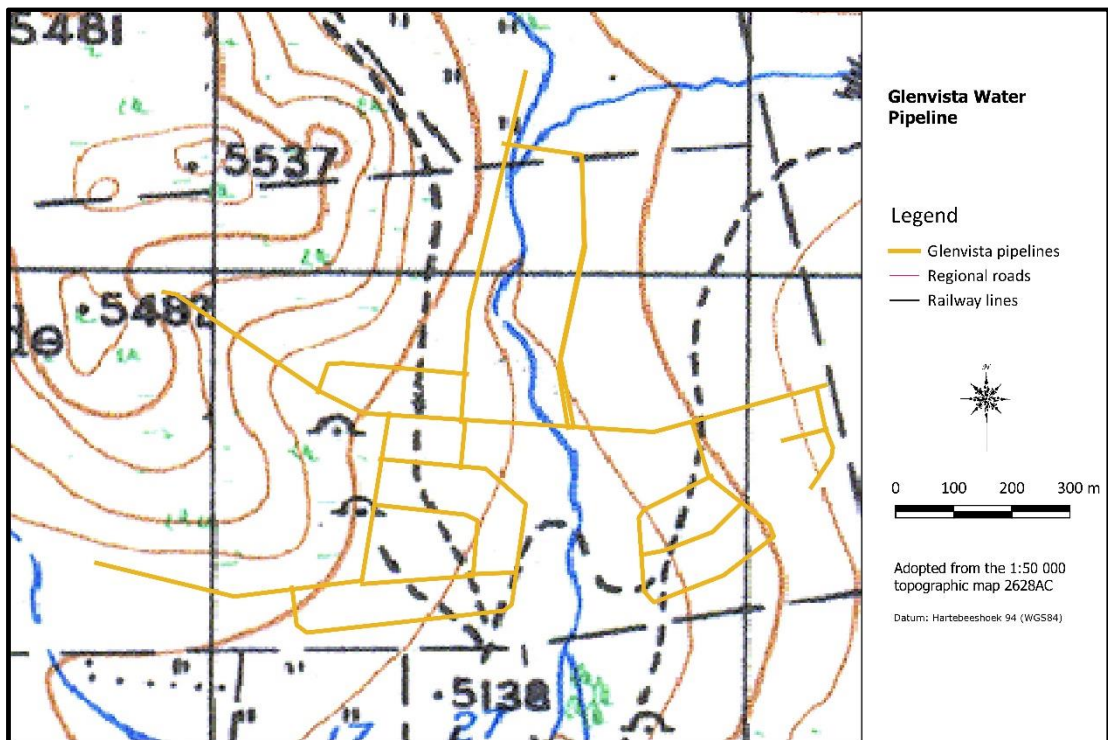 5481
5537
5482
de
5138
17 27
Glenvista Water
Pipeline
Legend
Glenvista pipelines
Regional roads
Railway lines
N
0 100 200 300 m
Adopted from the 1:50 000
topographic map 2628AC
Datum: Hartebeeshoek 94 (WGS84)